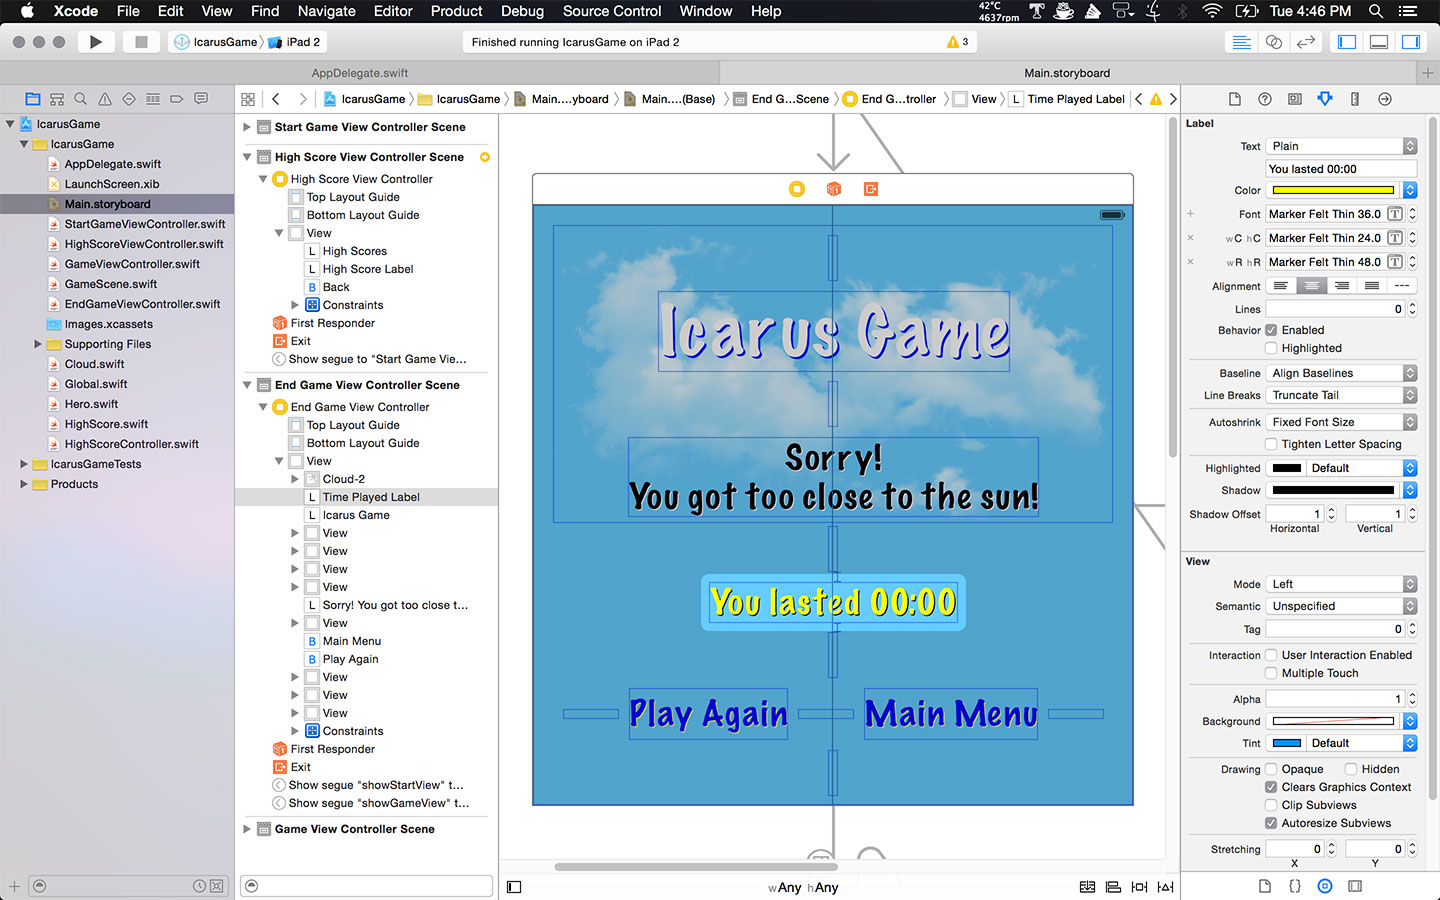 Xcode File Edit View Find Navigate Editor Product Debug Source Control Window Help 42°C 4637rpm Tue 4:46 PM
IcarusGame iPad 2 Finished running IcarusGame on iPad 2 3
AppDelegate.swift Main.storyboard
IcarusGame IcarusGame Main....yboard Main....(Base) End G...Scene End G...troller View L Time Played Label
IcarusGame
IcarusGame
AppDelegate.swift
LaunchScreen.xib
Main.storyboard
StartGameViewController.swift
HighScoreViewController.swift
GameViewController.swift
GameScene.swift
EndGameViewController.swift
Images.xcassets
Supporting Files
Cloud.swift
Global.swift
Hero.swift
HighScore.swift
HighScoreController.swift
IcarusGameTests
Products
Start Game View Controller Scene
High Score View Controller Scene
High Score View Controller
Top Layout Guide
Bottom Layout Guide
View
L High Scores
L High Score Label
B Back
Constraints
First Responder
Exit
Show segue to "Start Game Vie...
End Game View Controller Scene
End Game View Controller
Top Layout Guide
Bottom Layout Guide
View
Cloud-2
L Time Played Label
L Icarus Game
View
View
View
View
L Sorry! You got too close t...
View
B Main Menu
B Play Again
View
View
View
Constraints
First Responder
Exit
Show segue "showStartView" t...
Show segue "showGameView" t...
Game View Controller Scene
Icarus Game
Sorry!
You got too close to the sun!
You lasted 00:00
Play Again Main Menu
wAny hAny
Label
Text Plain
You lasted 00:00
Color
+ Font Marker Felt Thin 36.0 T
× wC hC Marker Felt Thin 24.0 T
× wR hR Marker Felt Thin 48.0 T
Alignment
Lines 0
Behavior Enabled
Highlighted
Baseline Align Baselines
Line Breaks Truncate Tail
Autoshrink Fixed Font Size
Tighten Letter Spacing
Highlighted Default
Shadow
Shadow Offset 1 1
Horizontal Vertical
View
Mode Left
Semantic Unspecified
Tag 0
Interaction User Interaction Enabled
Multiple Touch
Alpha 1
Background
Tint Default
Drawing Opaque Hidden
Clears Graphics Context
Clip Subviews
Autoresize Subviews
Stretching 0 0
X Y